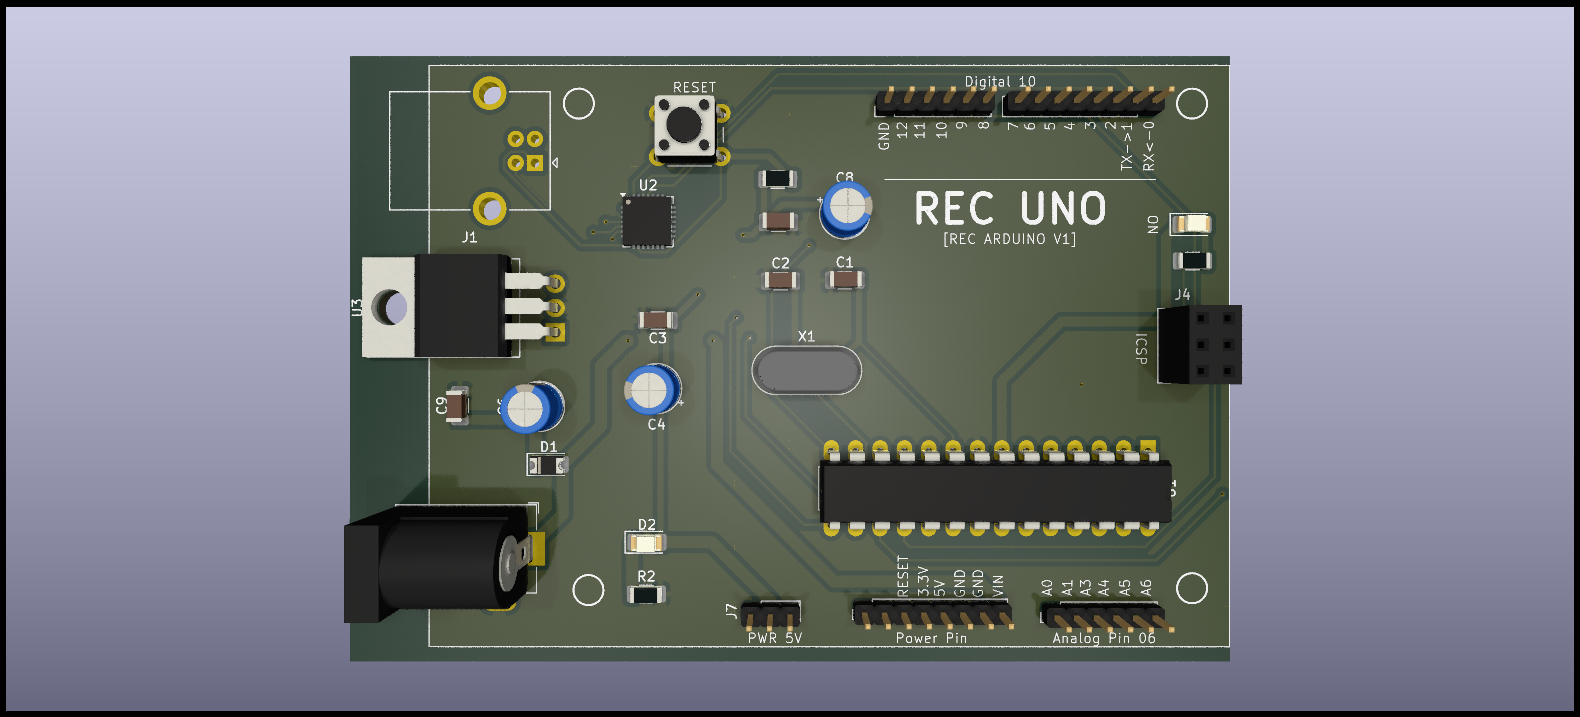 RESET
Digital 10
GND
12
11
10
9
8
7
6
5
4
3
2
TX->1
RX<-0
U2
C8
REC UNO
[REC ARDUINO V1]
ON
J1
C2
C1
J4
U3
C3
X1
ICSP
C9
C4
D1
D2
R2
RESET
3.3V
5V
GND
GND
VIN
A0
A1
A3
A4
A5
A6
J7
PWR 5V
Power Pin
Analog Pin 06